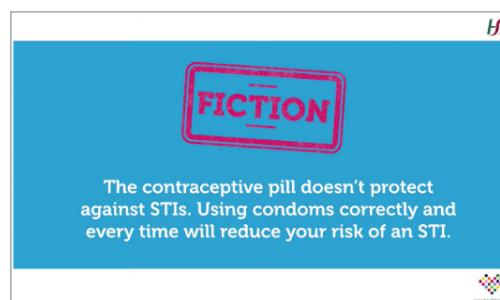 FICTION
The contraceptive pill doesn't protect
against STIs. Using condoms correctly and
every time will reduce your risk of an STI.